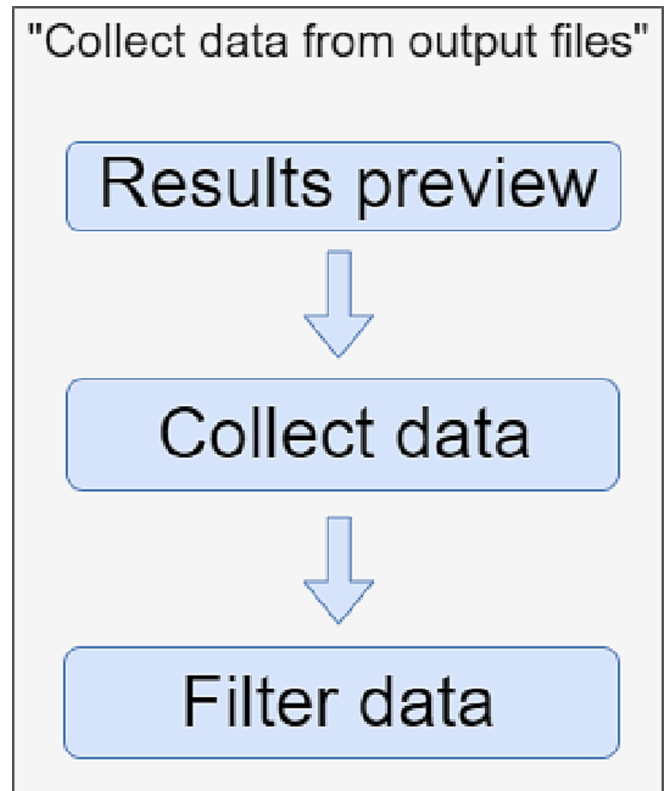 "Collect data from output files"
Results preview
Collect data
Filter data